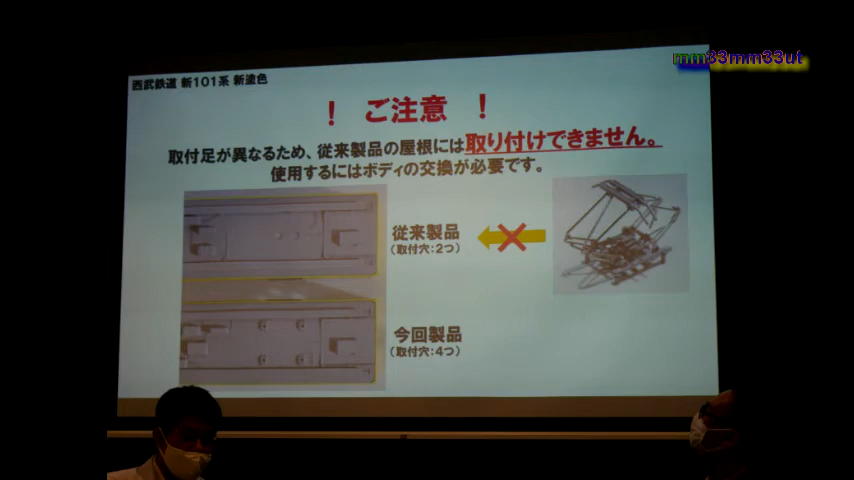 mm33mm33ut
西武鉄道 新101系 新塗色
！ ご注意 ！
取付足が異なるため、従来製品の屋根には取り付けできません。
使用するにはボディの交換が必要です。
従来製品
(取付穴:2つ)
今回製品
(取付穴:4つ)